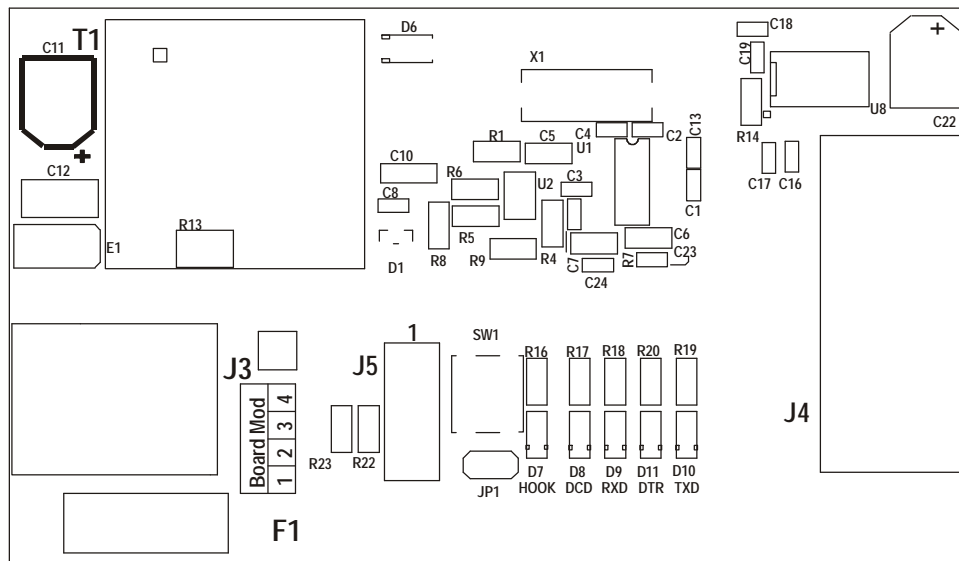 T1
C11
+
C12
E1
R13
D6
X1
C18
C19
+
U8
C22
R14
C17
C16
C4
C2
C13
C1
R1
C5
U1
C10
R6
U2
C3
C8
R5
R8
R9
R4
D1
C7
C24
R7
C6
C23
J3
Board Mod
1 2 3 4
F1
1
J5
R23
R22
SW1
JP1
R16
R17
R18
R20
R19
D7
D8
D9
D11
D10
HOOK
DCD
RXD
DTR
TXD
J4